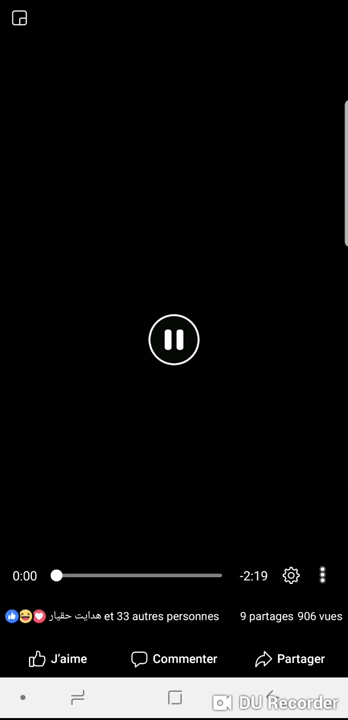 0:00 -2:19
هدايت حقيار et 33 autres personnes 9 partages 906 vues
J'aime Commenter Partager
DU Recorder